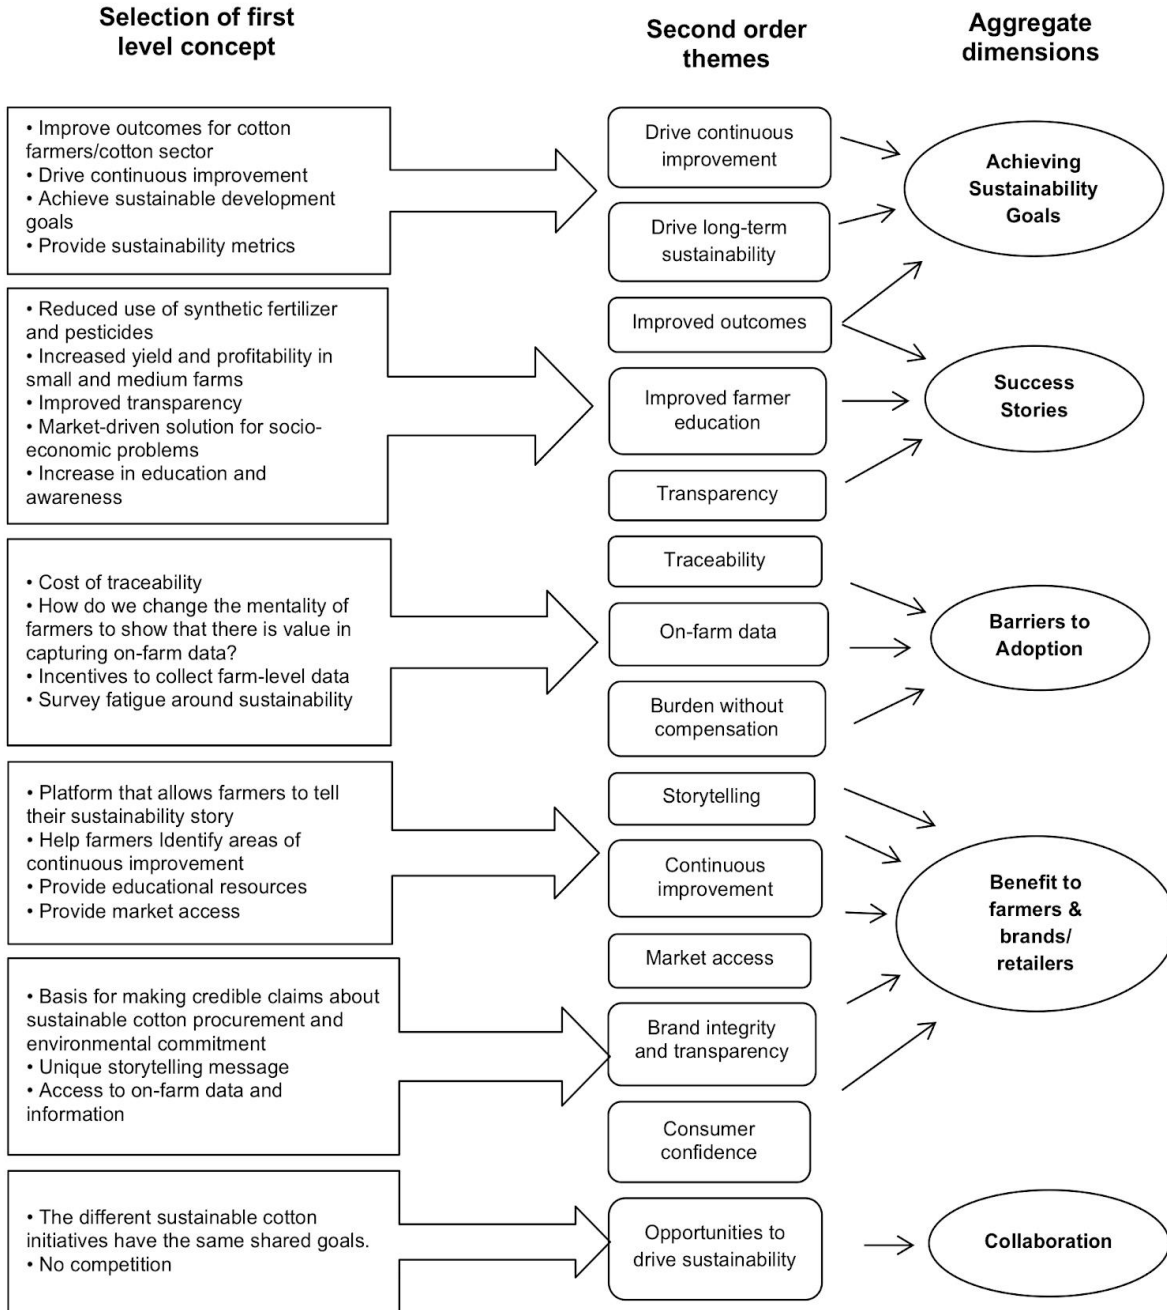 Selection of first
level concept
Second order
themes
Aggregate
dimensions
• Improve outcomes for cotton
farmers/cotton sector
• Drive continuous improvement
• Achieve sustainable development
goals
• Provide sustainability metrics
• Reduced use of synthetic fertilizer
and pesticides
• Increased yield and profitability in
small and medium farms
• Improved transparency
• Market-driven solution for socio-
economic problems
• Increase in education and
awareness
• Cost of traceability
• How do we change the mentality of
farmers to show that there is value in
capturing on-farm data?
• Incentives to collect farm-level data
• Survey fatigue around sustainability
• Platform that allows farmers to tell
their sustainability story
• Help farmers Identify areas of
continuous improvement
• Provide educational resources
• Provide market access
• Basis for making credible claims about
sustainable cotton procurement and
environmental commitment
• Unique storytelling message
• Access to on-farm data and
information
• The different sustainable cotton
initiatives have the same shared goals.
• No competition
Drive continuous
improvement
Drive long-term
sustainability
Improved outcomes
Improved farmer
education
Transparency
Traceability
On-farm data
Burden without
compensation
Storytelling
Continuous
improvement
Market access
Brand integrity
and transparency
Consumer
confidence
Opportunities to
drive sustainability
Achieving
Sustainability
Goals
Success
Stories
Barriers to
Adoption
Benefit to
farmers &
brands/
retailers
Collaboration